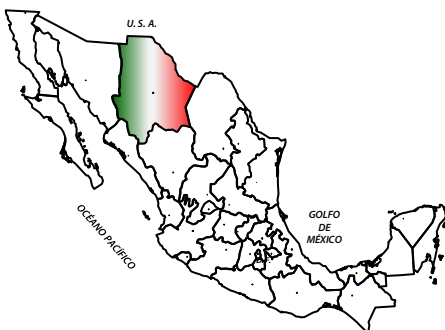 U. S. A.
OCÉANO PACÍFICO
GOLFO
DE
MÉXICO